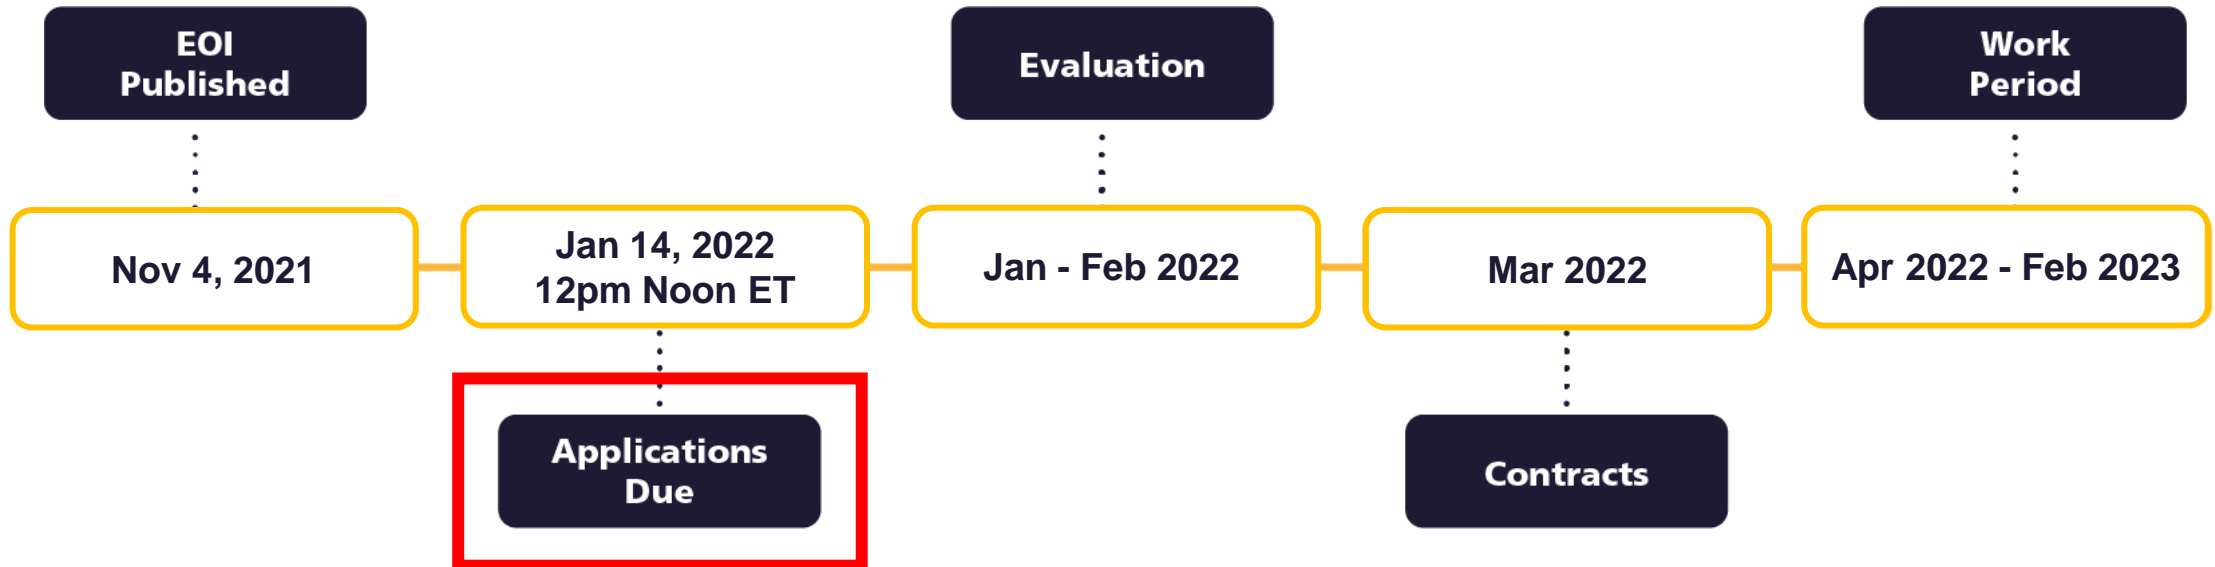 EOI
Published
Nov 4, 2021
Jan 14, 2022
12pm Noon ET
Applications
Due
Evaluation
Jan - Feb 2022
Mar 2022
Contracts
Work
Period
Apr 2022 - Feb 2023